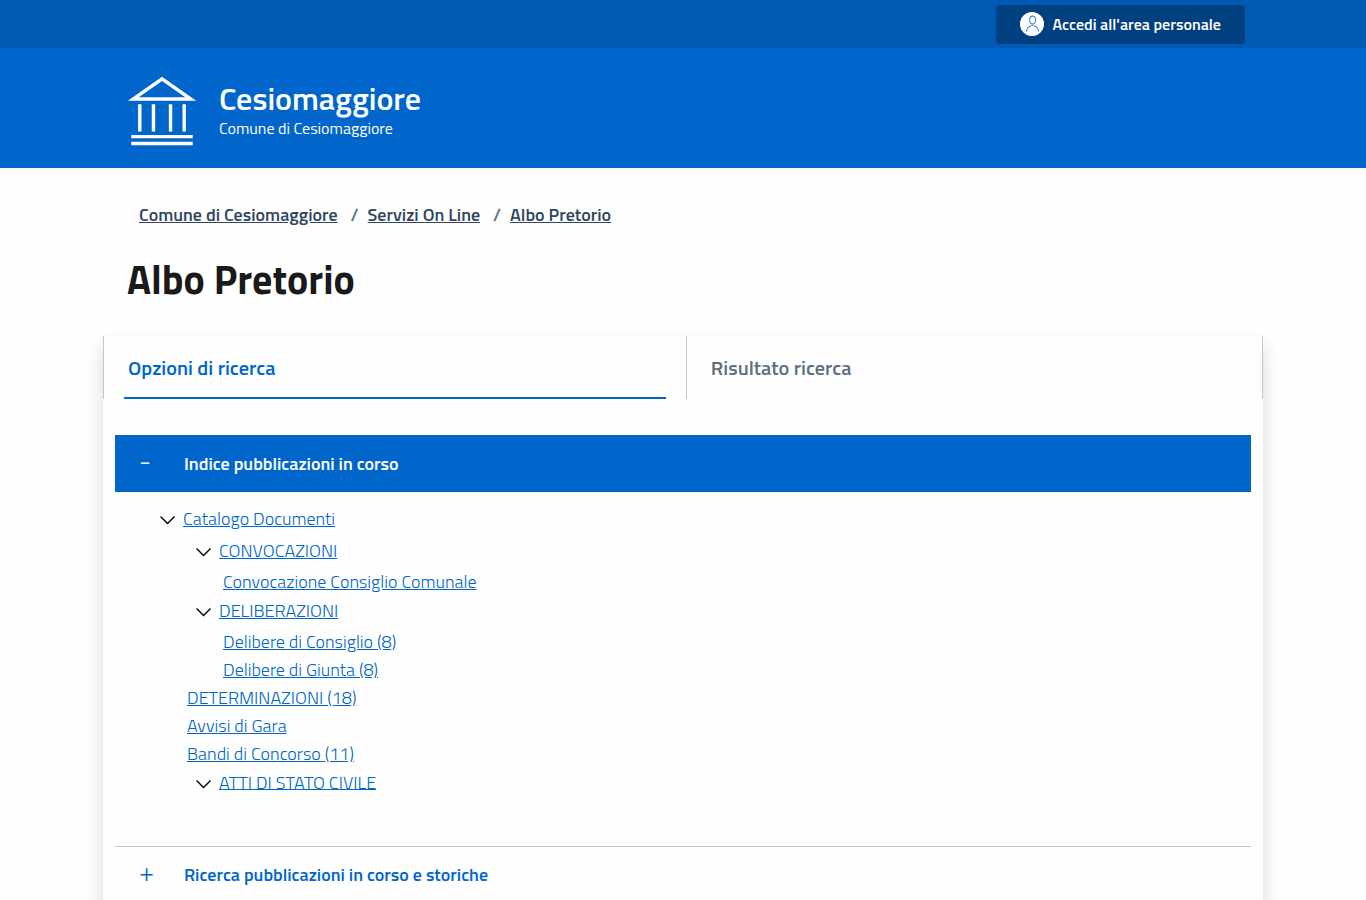 Accedi all'area personale
Cesiomaggiore
Comune di Cesiomaggiore
Comune di Cesiomaggiore / Servizi On Line / Albo Pretorio
Albo Pretorio
Opzioni di ricerca
Risultato ricerca
Indice pubblicazioni in corso
Catalogo Documenti
CONVOCAZIONI
Convocazione Consiglio Comunale
DELIBERAZIONI
Delibere di Consiglio (8)
Delibere di Giunta (8)
DETERMINAZIONI (18)
Avvisi di Gara
Bandi di Concorso (11)
ATTI DI STATO CIVILE
Ricerca pubblicazioni in corso e storiche